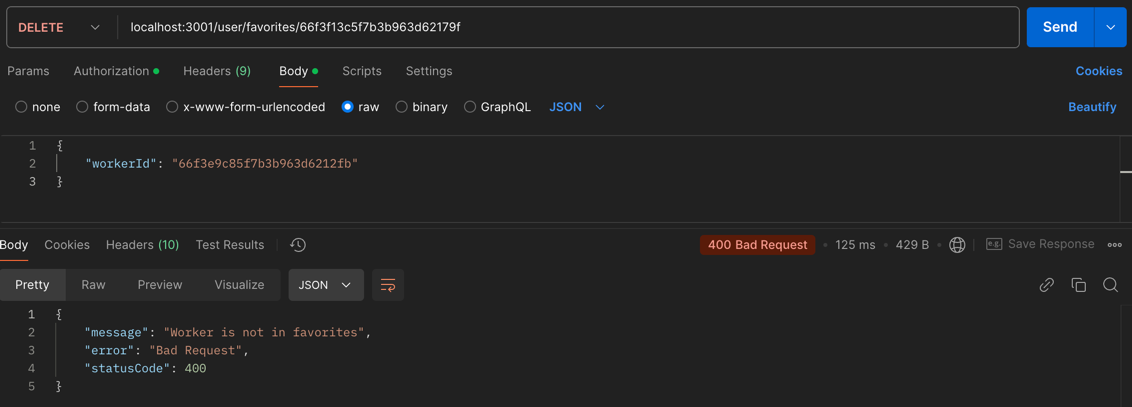 DELETE localhost:3001/user/favorites/66f3f13c5f7b3b963d62179f Send
Params Authorization Headers (9) Body Scripts Settings Cookies
none form-data x-www-form-urlencoded raw binary GraphQL JSON Beautify
1 {
2 "workerId": "66f3e9c85f7b3b963d6212fb"
3 }
Body Cookies Headers (10) Test Results 400 Bad Request 125 ms 429 B e.g. Save Response
Pretty Raw Preview Visualize JSON
1 {
2 "message": "Worker is not in favorites",
3 "error": "Bad Request",
4 "statusCode": 400
5 }